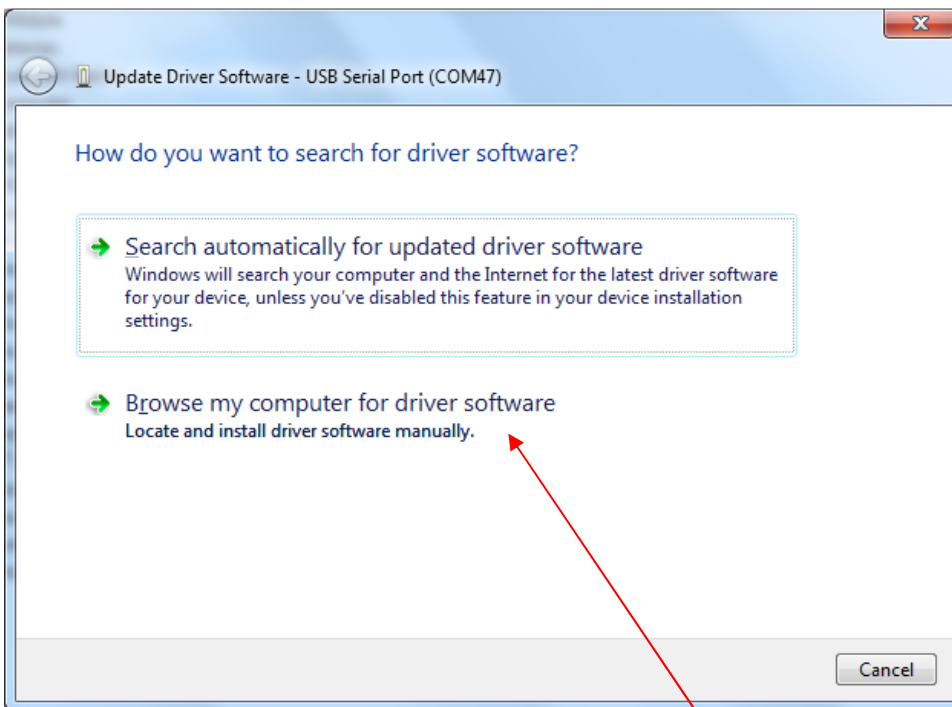 Update Driver Software - USB Serial Port (COM47)
How do you want to search for driver software?
Search automatically for updated driver software
Windows will search your computer and the Internet for the latest driver software
for your device, unless you've disabled this feature in your device installation
settings.
Browse my computer for driver software
Locate and install driver software manually.
Cancel